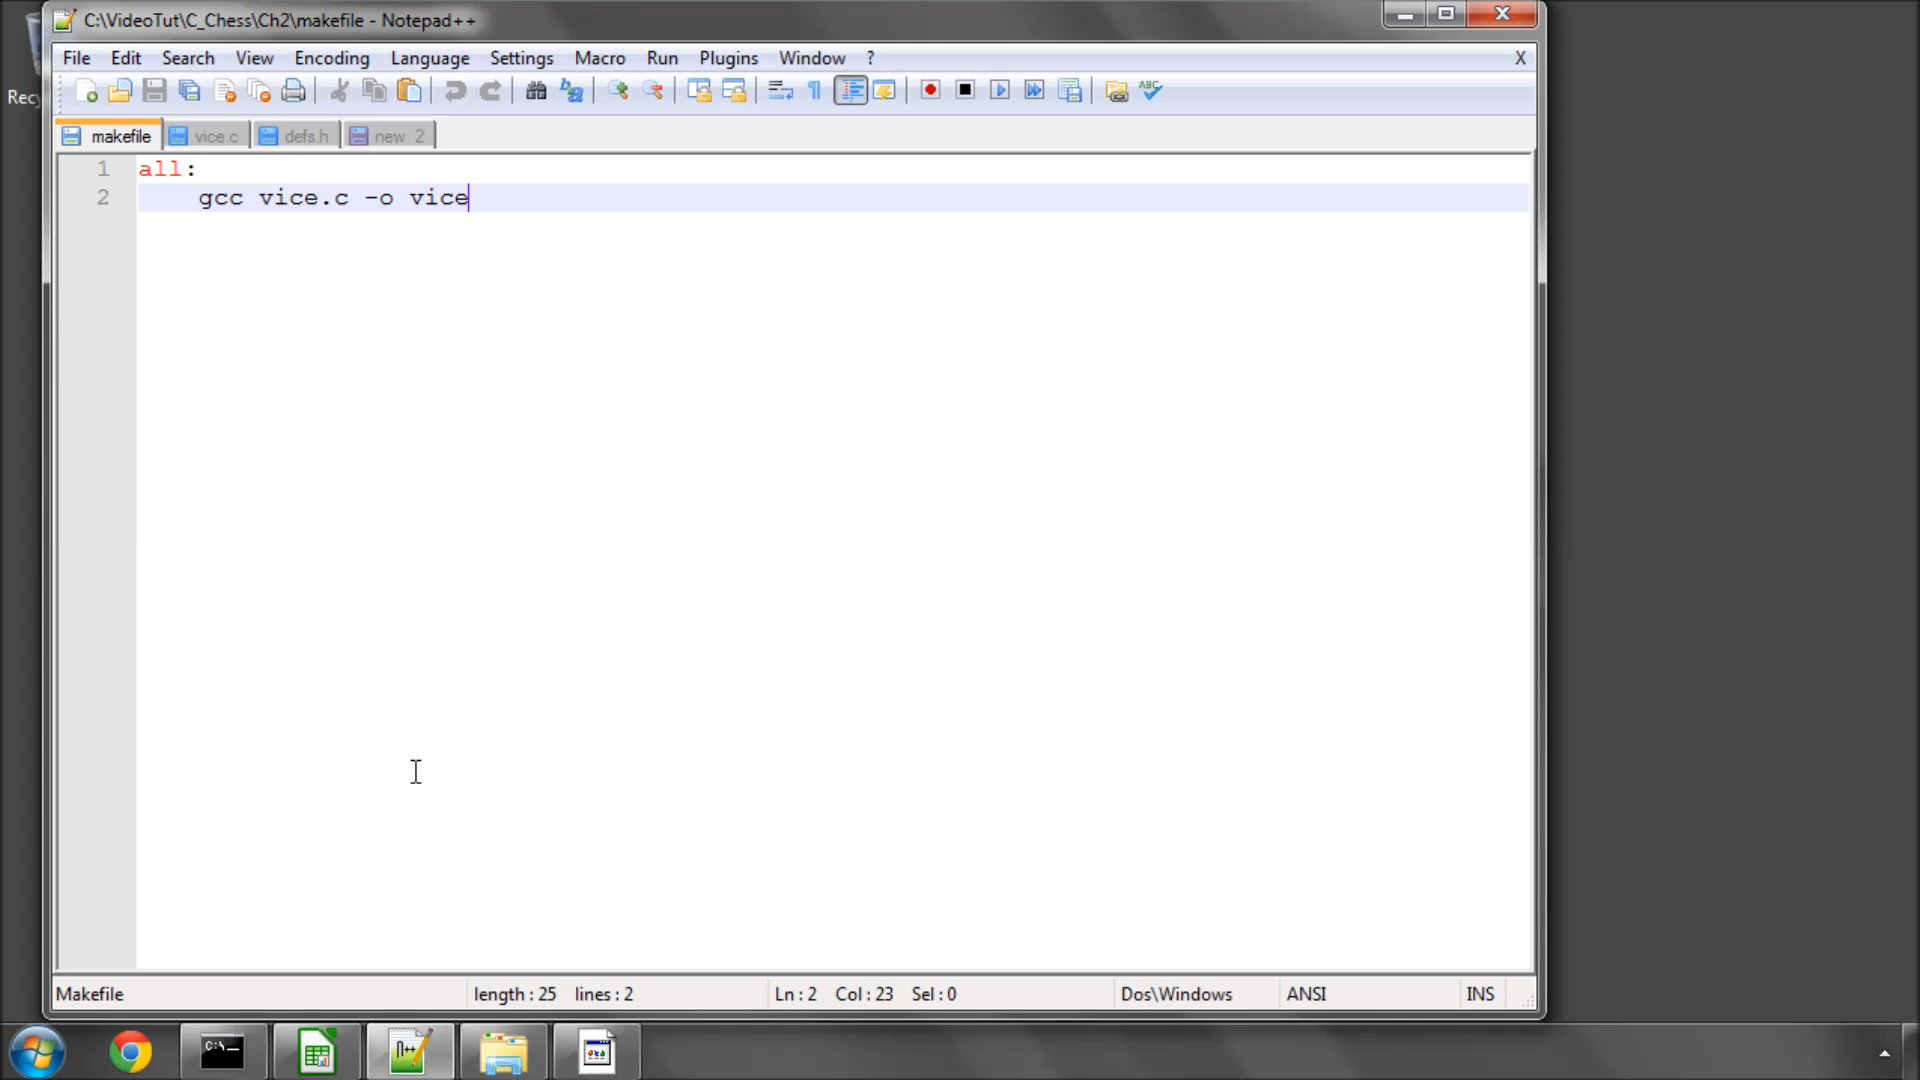 C:\VideoTut\C_Chess\Ch2\makefile - Notepad++
File Edit Search View Encoding Language Settings Macro Run Plugins Window ? X
Rec
makefile vice.c defs.h new 2
1 all:
2 gcc vice.c -o vice
Makefile length : 25 lines : 2 Ln : 2 Col : 23 Sel : 0 Dos\Windows ANSI INS